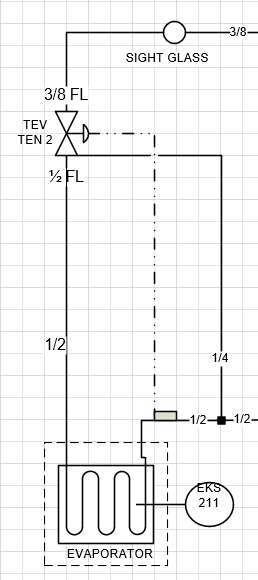 3/8
SIGHT GLASS
3/8 FL
TEV
TEN 2
½ FL
1/2
1/4
1/2
1/2
EKS
211
EVAPORATOR